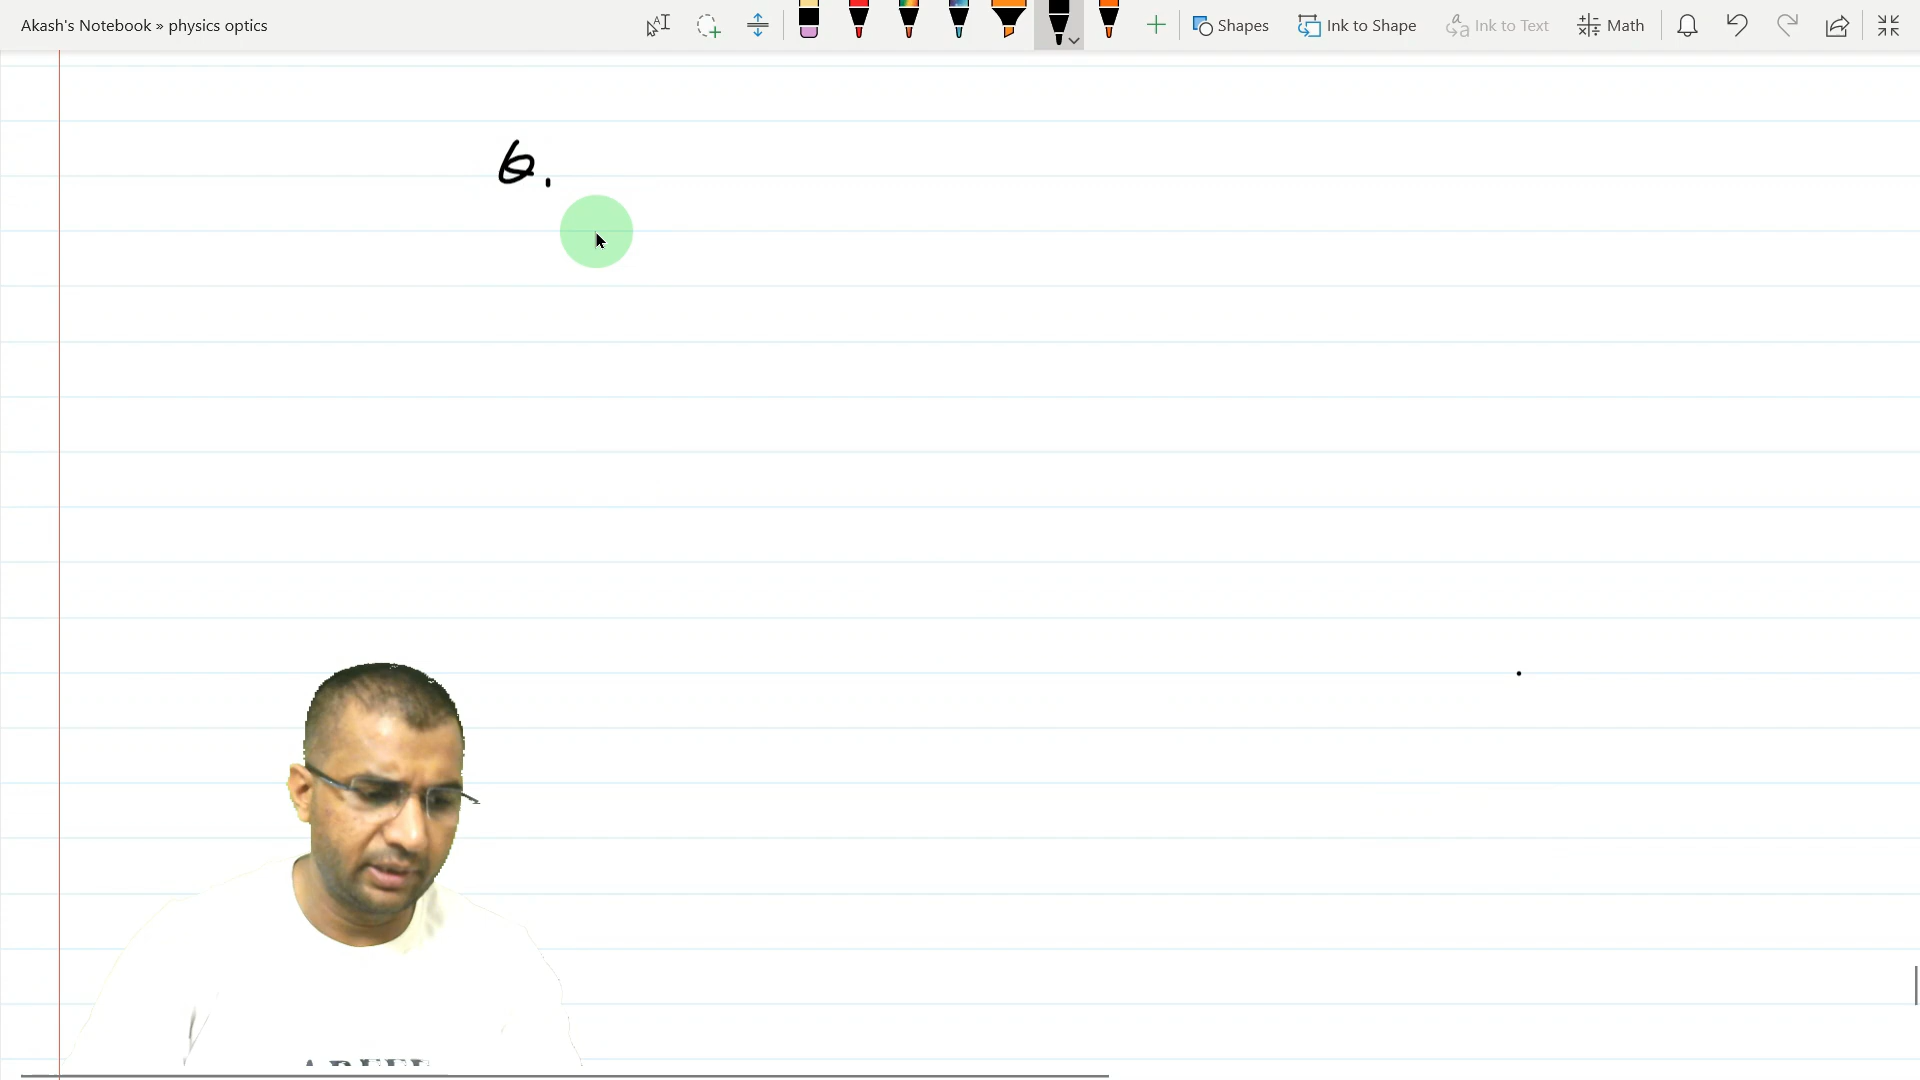 Akash's Notebook » physics optics
Shapes
Ink to Shape
Ink to Text
Math
6.